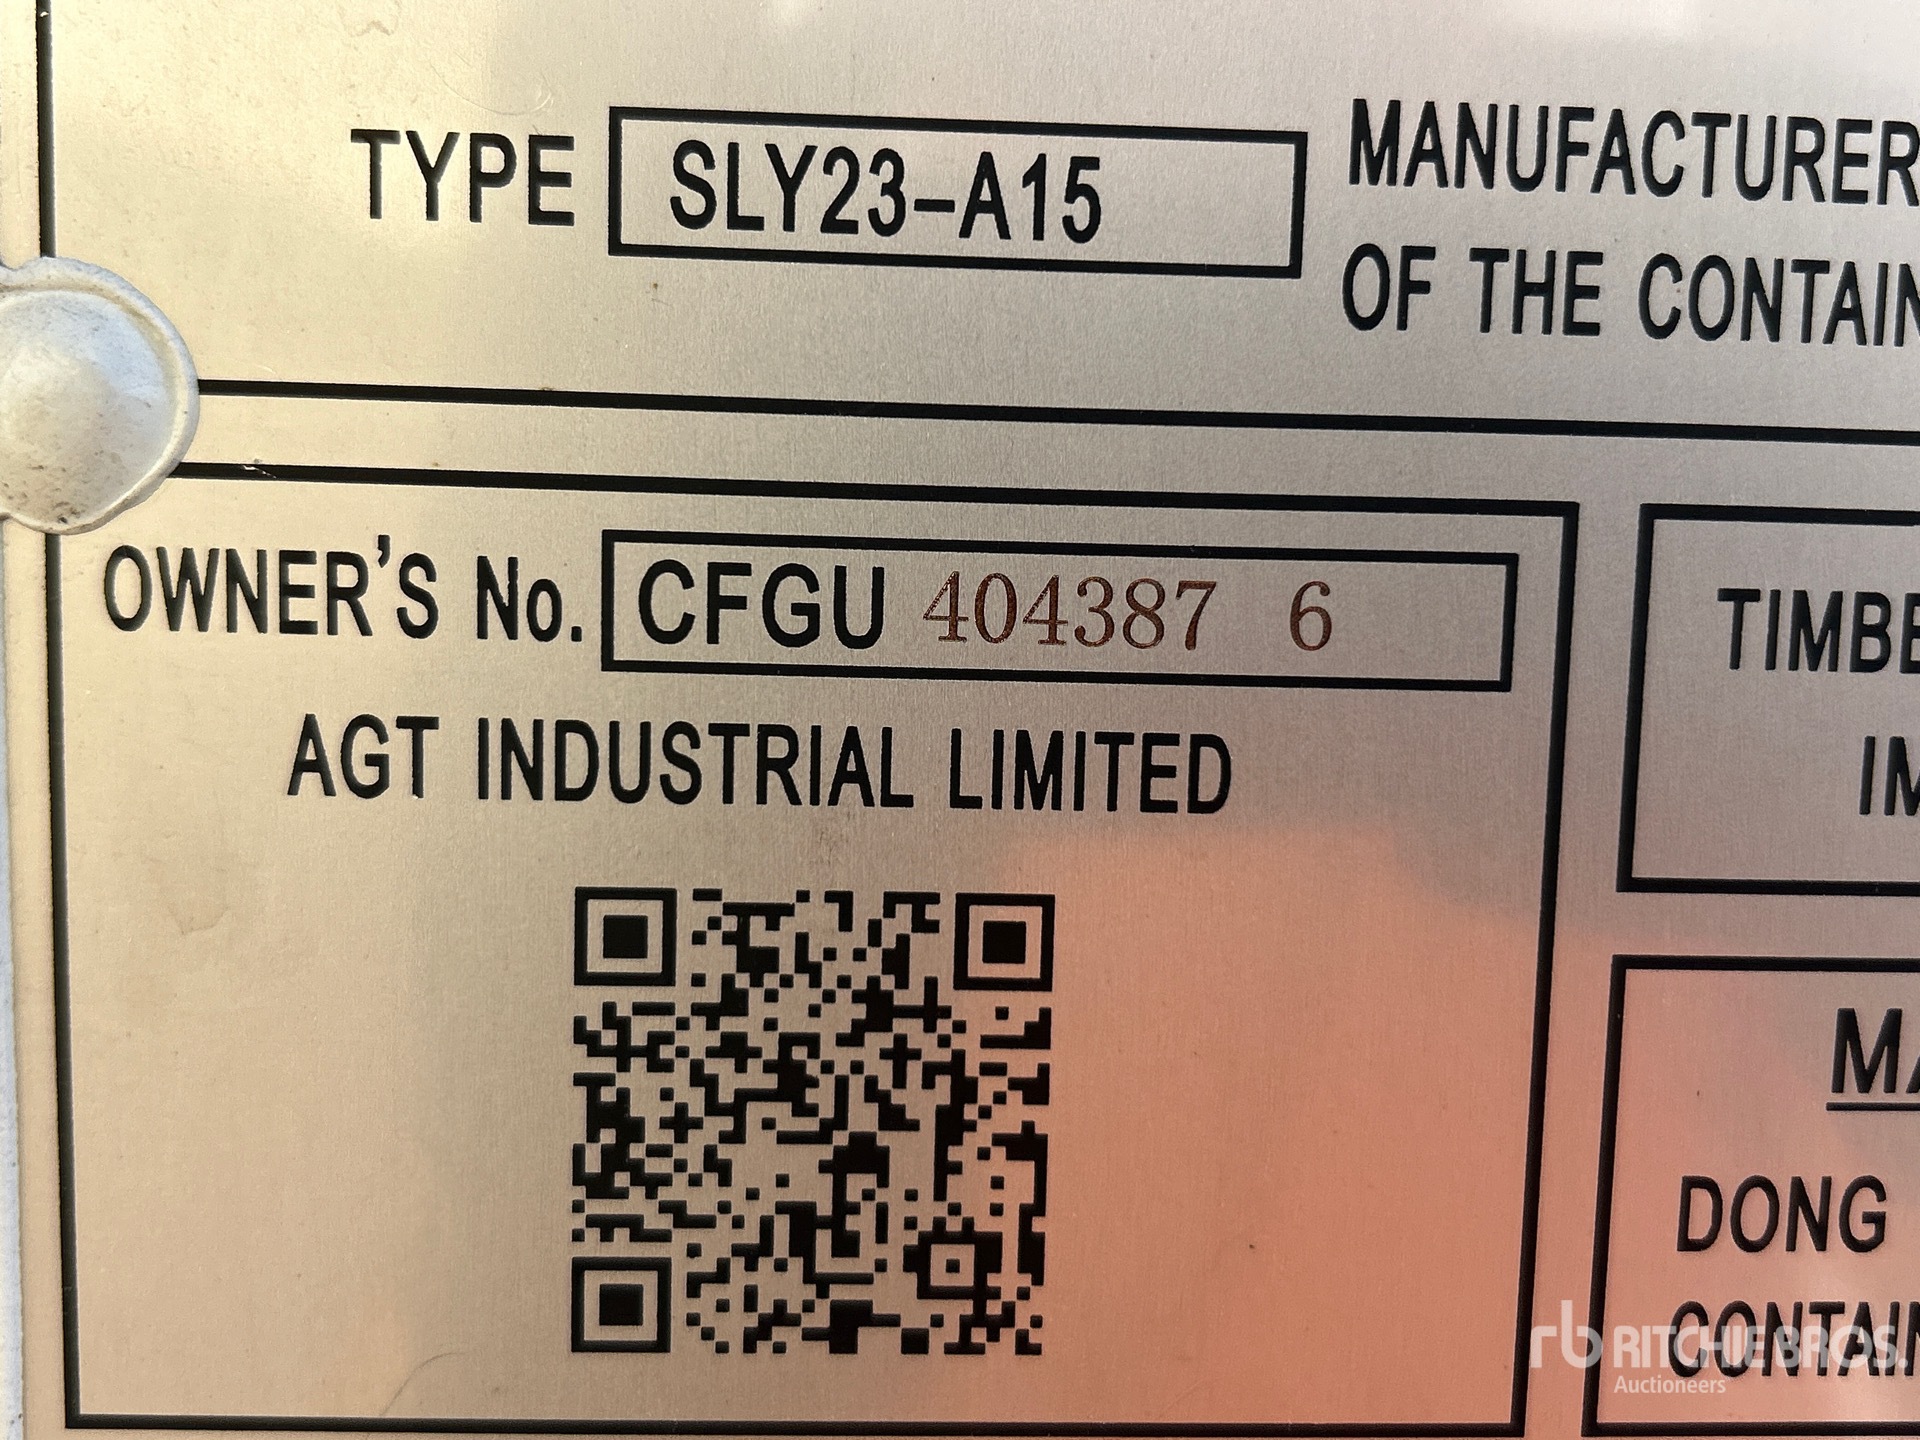 TYPE SLY23-A15
MANUFACTURER
OF THE CONTAIN
OWNER'S No. CFGU 404387 6
AGT INDUSTRIAL LIMITED
TIMBE
IM
MA
DONG
CONTAIN
rb RITCHIE BROS.
Auctioneers